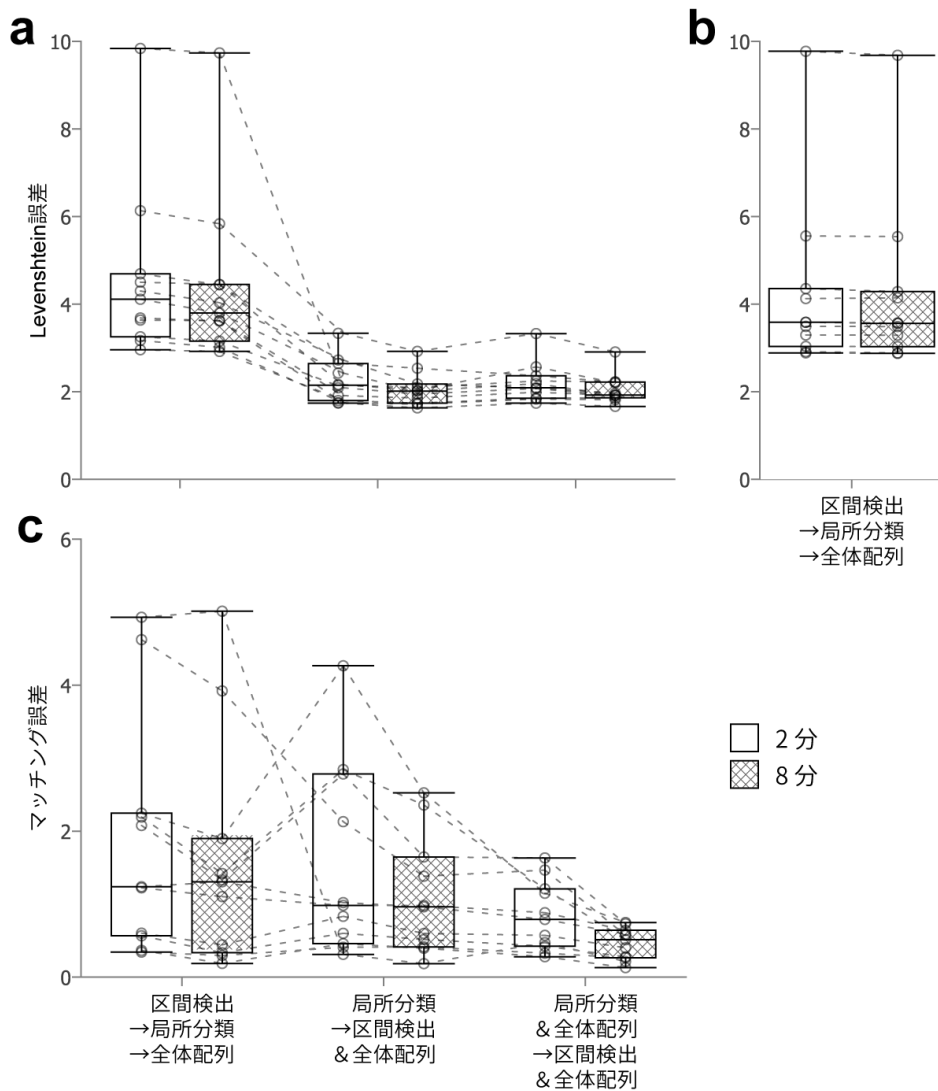 a
10
8
6
4
2
0
Levenshtein誤差
b
10
8
6
4
2
0
区間検出
→局所分類
→全体配列
c
6
4
2
0
マッチング誤差
2 分
8 分
区間検出
→局所分類
→全体配列
局所分類
→区間検出
&全体配列
局所分類
&全体配列
→区間検出
&全体配列